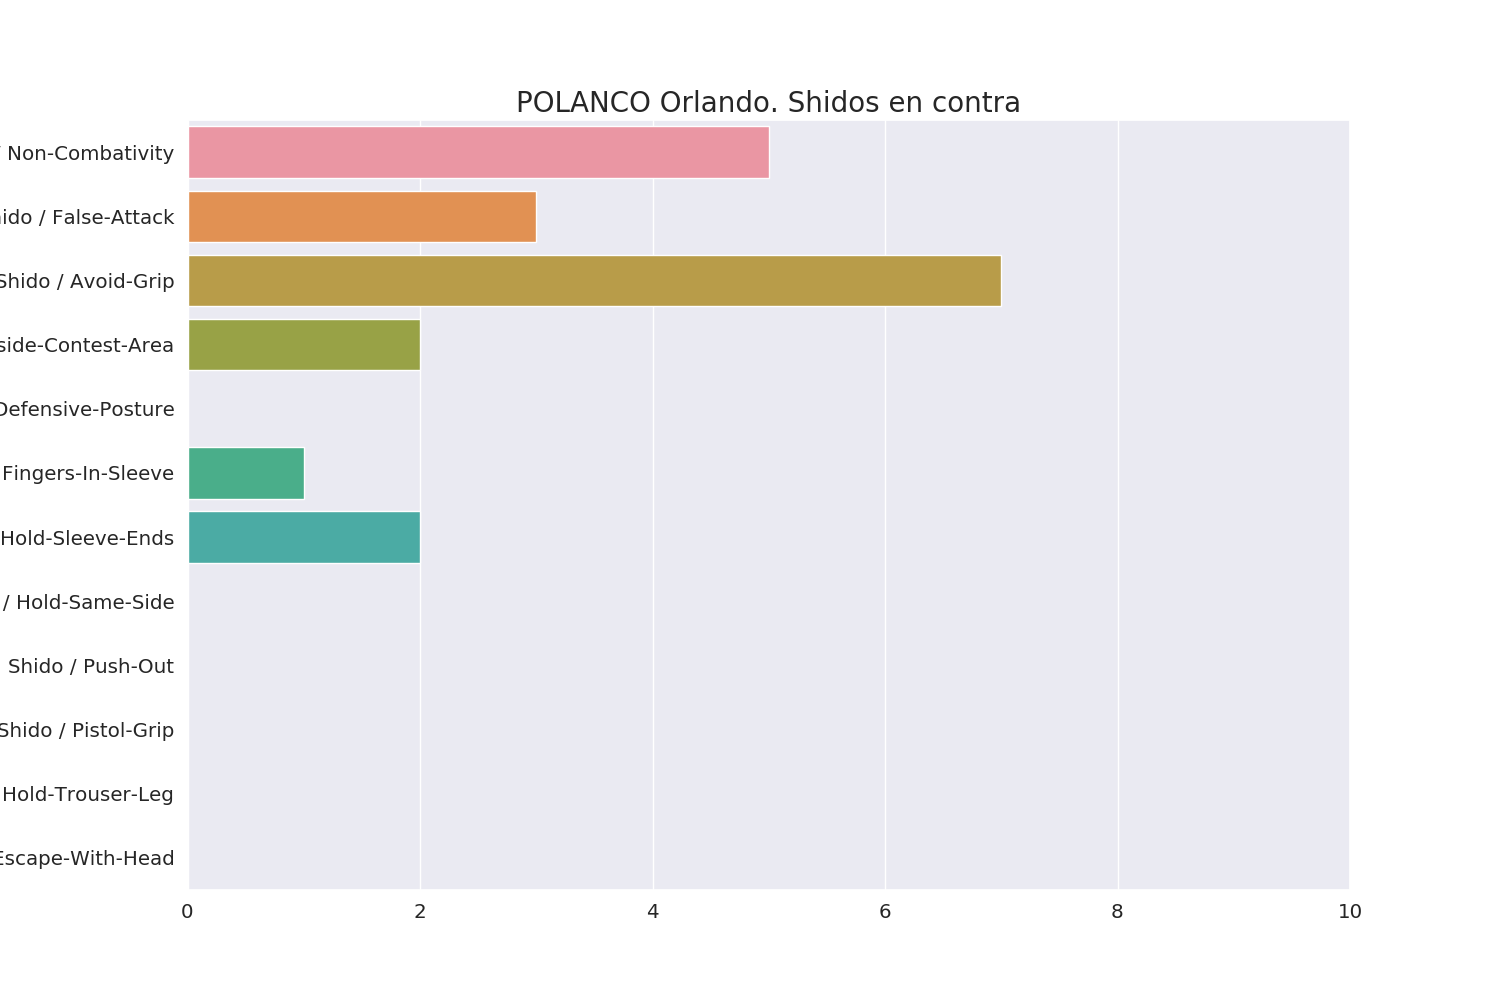 POLANCO Orlando. Shidos en contra
/ Non-Combativity
/ False-Attack
Shido / Avoid-Grip
-Contest-Area
Defensive-Posture
Fingers-In-Sleeve
Hold-Sleeve-Ends
/ Hold-Same-Side
Shido / Push-Out
Shido / Pistol-Grip
Hold-Trouser-Leg
Escape-With-Head
0 2 4 6 8 10